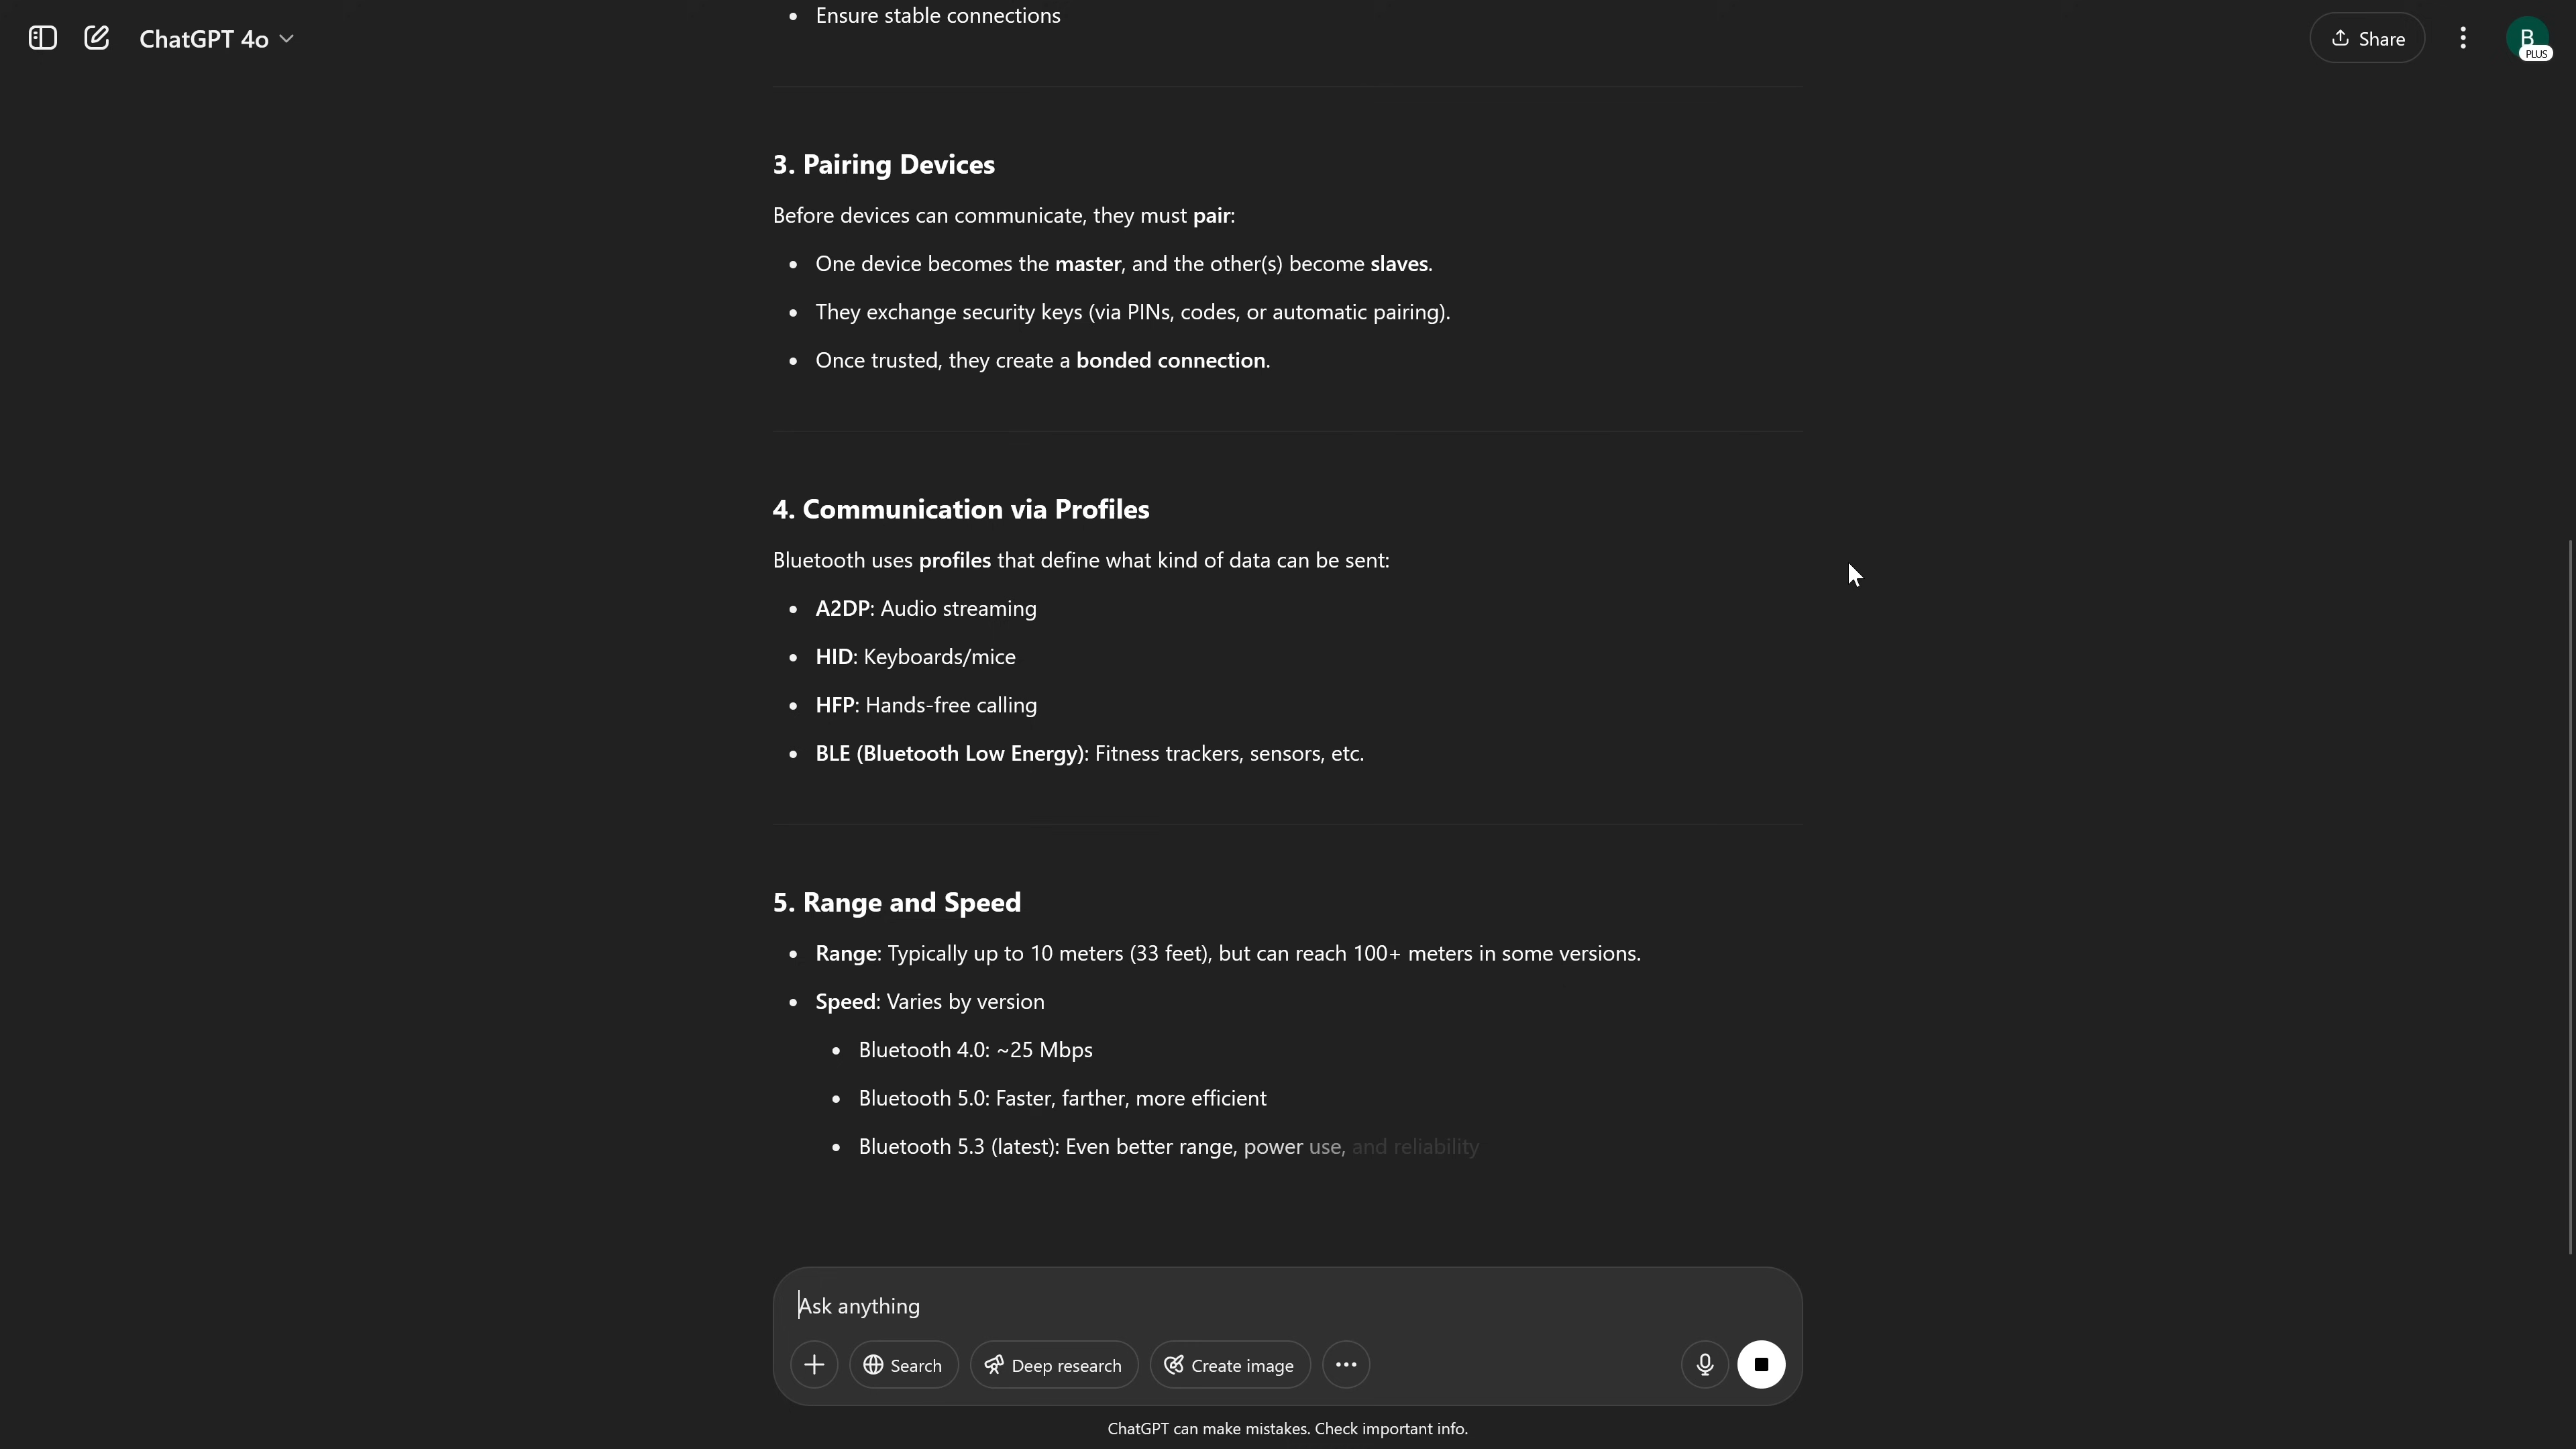 ChatGPT 4o
Share
B
PLUS
Ensure stable connections
3. Pairing Devices
Before devices can communicate, they must pair:
One device becomes the master, and the other(s) become slaves.
They exchange security keys (via PINs, codes, or automatic pairing).
Once trusted, they create a bonded connection.
4. Communication via Profiles
Bluetooth uses profiles that define what kind of data can be sent:
A2DP: Audio streaming
HID: Keyboards/mice
HFP: Hands-free calling
BLE (Bluetooth Low Energy): Fitness trackers, sensors, etc.
5. Range and Speed
Range: Typically up to 10 meters (33 feet), but can reach 100+ meters in some versions.
Speed: Varies by version
Bluetooth 4.0: ~25 Mbps
Bluetooth 5.0: Faster, farther, more efficient
Bluetooth 5.3 (latest): Even better range, power use, and reliability
Ask anything
Search
Deep research
Create image
ChatGPT can make mistakes. Check important info.